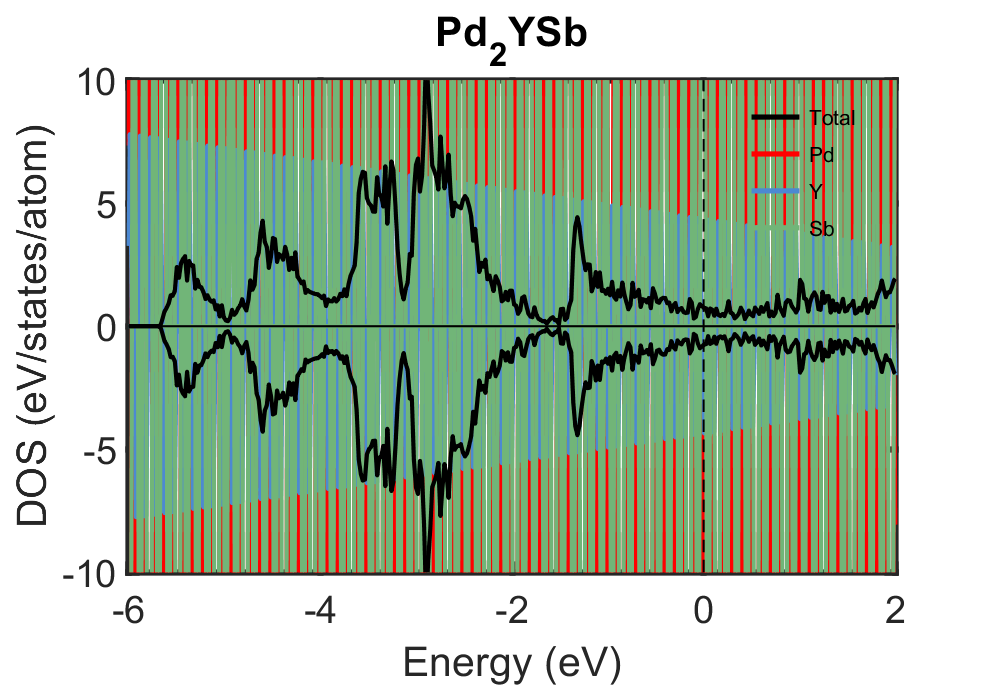 Pd2YSb
DOS (eV/states/atom)
10
5
0
-5
-10
Total
Pd
Y
Sb
-6 -4 -2 0 2
Energy (eV)